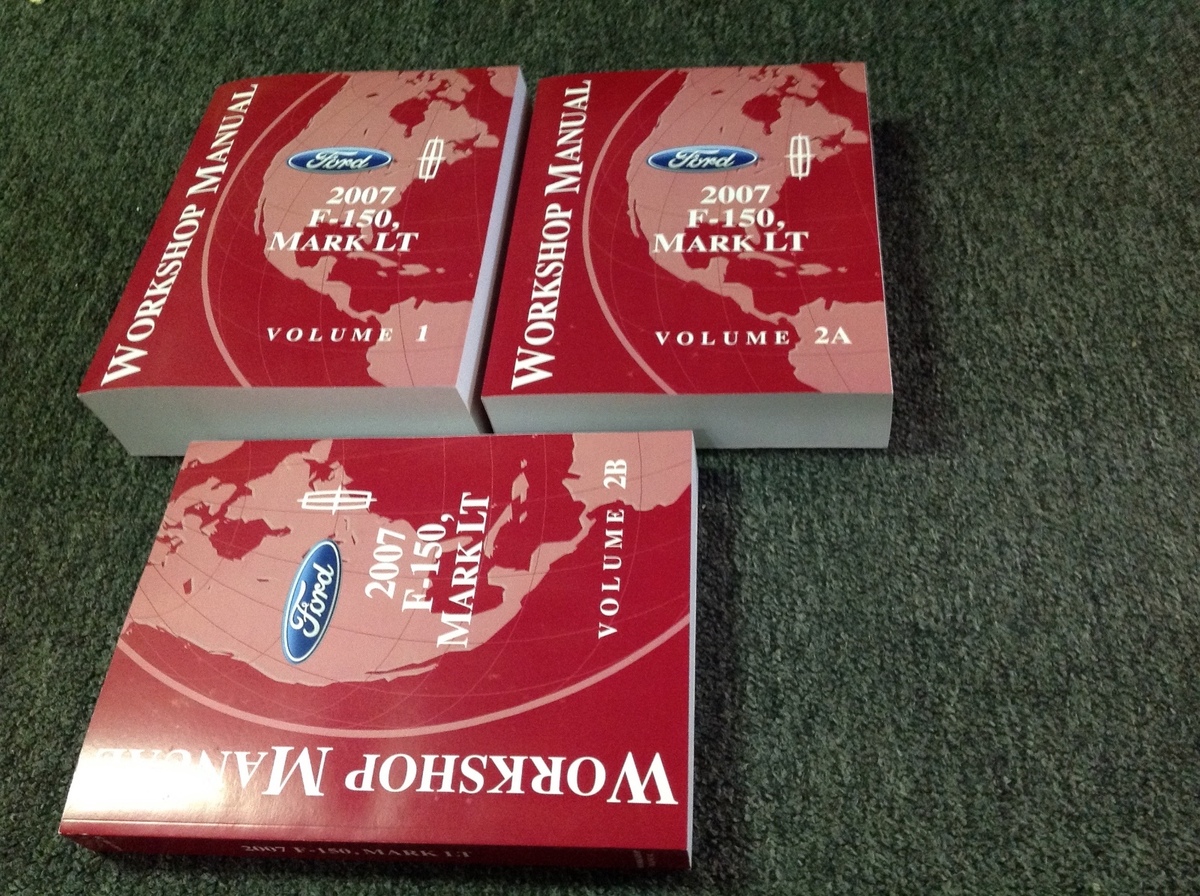 WORKSHOP MANUAL
Ford
2007
F-150,
MARK LT
VOLUME 1
WORKSHOP MANUAL
Ford
2007
F-150,
MARK LT
VOLUME 2A
Ford
2007
F-150,
MARK LT
VOLUME 2B
WORKSHOP MANUAL
2007 F-150, MARK LT